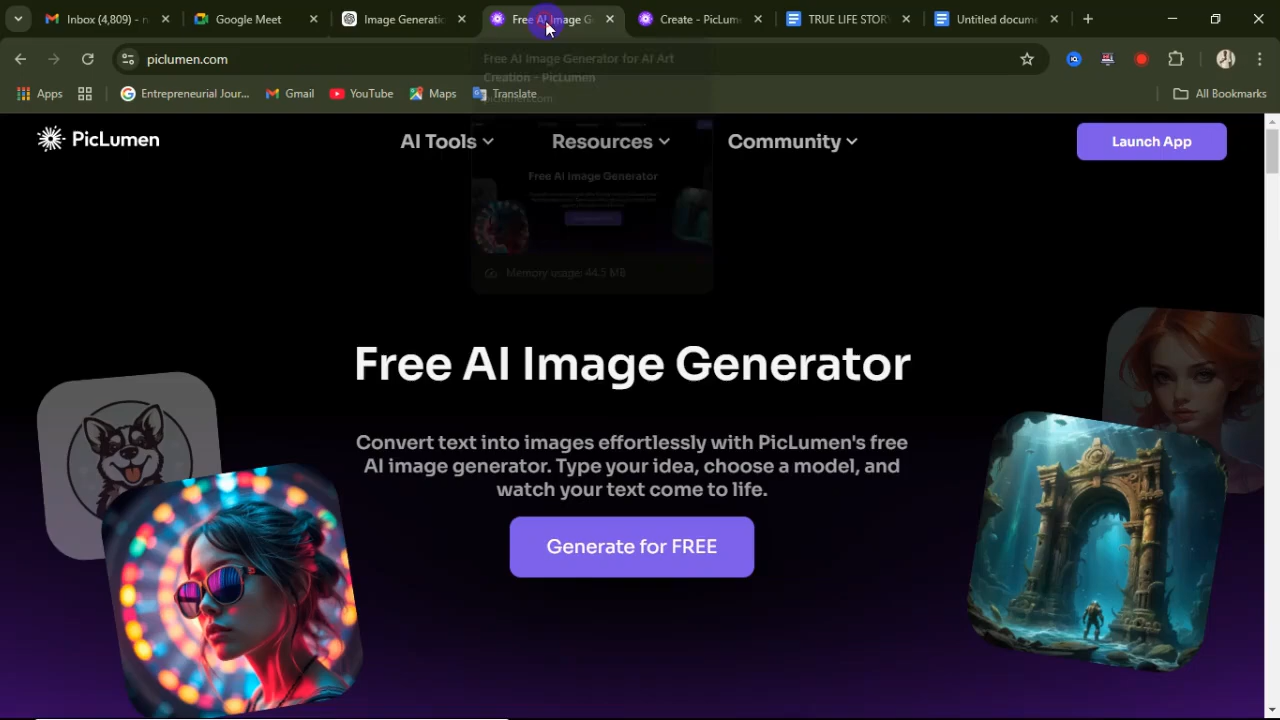 Inbox (4,809) - n
Google Meet
Image Generatio
Free AI Image G
Create - PicLum
TRUE LIFE STOR
Untitled docume
piclumen.com
Apps
Entrepreneurial Jour...
Gmail
YouTube
Maps
Translate
All Bookmarks
Free AI Image Generator for AI Art
Creation - PicLumen
piclumen.com
PicLumen
AI Tools
Resources
Community
Launch App
Free AI Image Generator
Memory usage: 44.5 MB
Free AI Image Generator
Convert text into images effortlessly with PicLumen's free
AI image generator. Type your idea, choose a model, and
watch your text come to life.
Generate for FREE